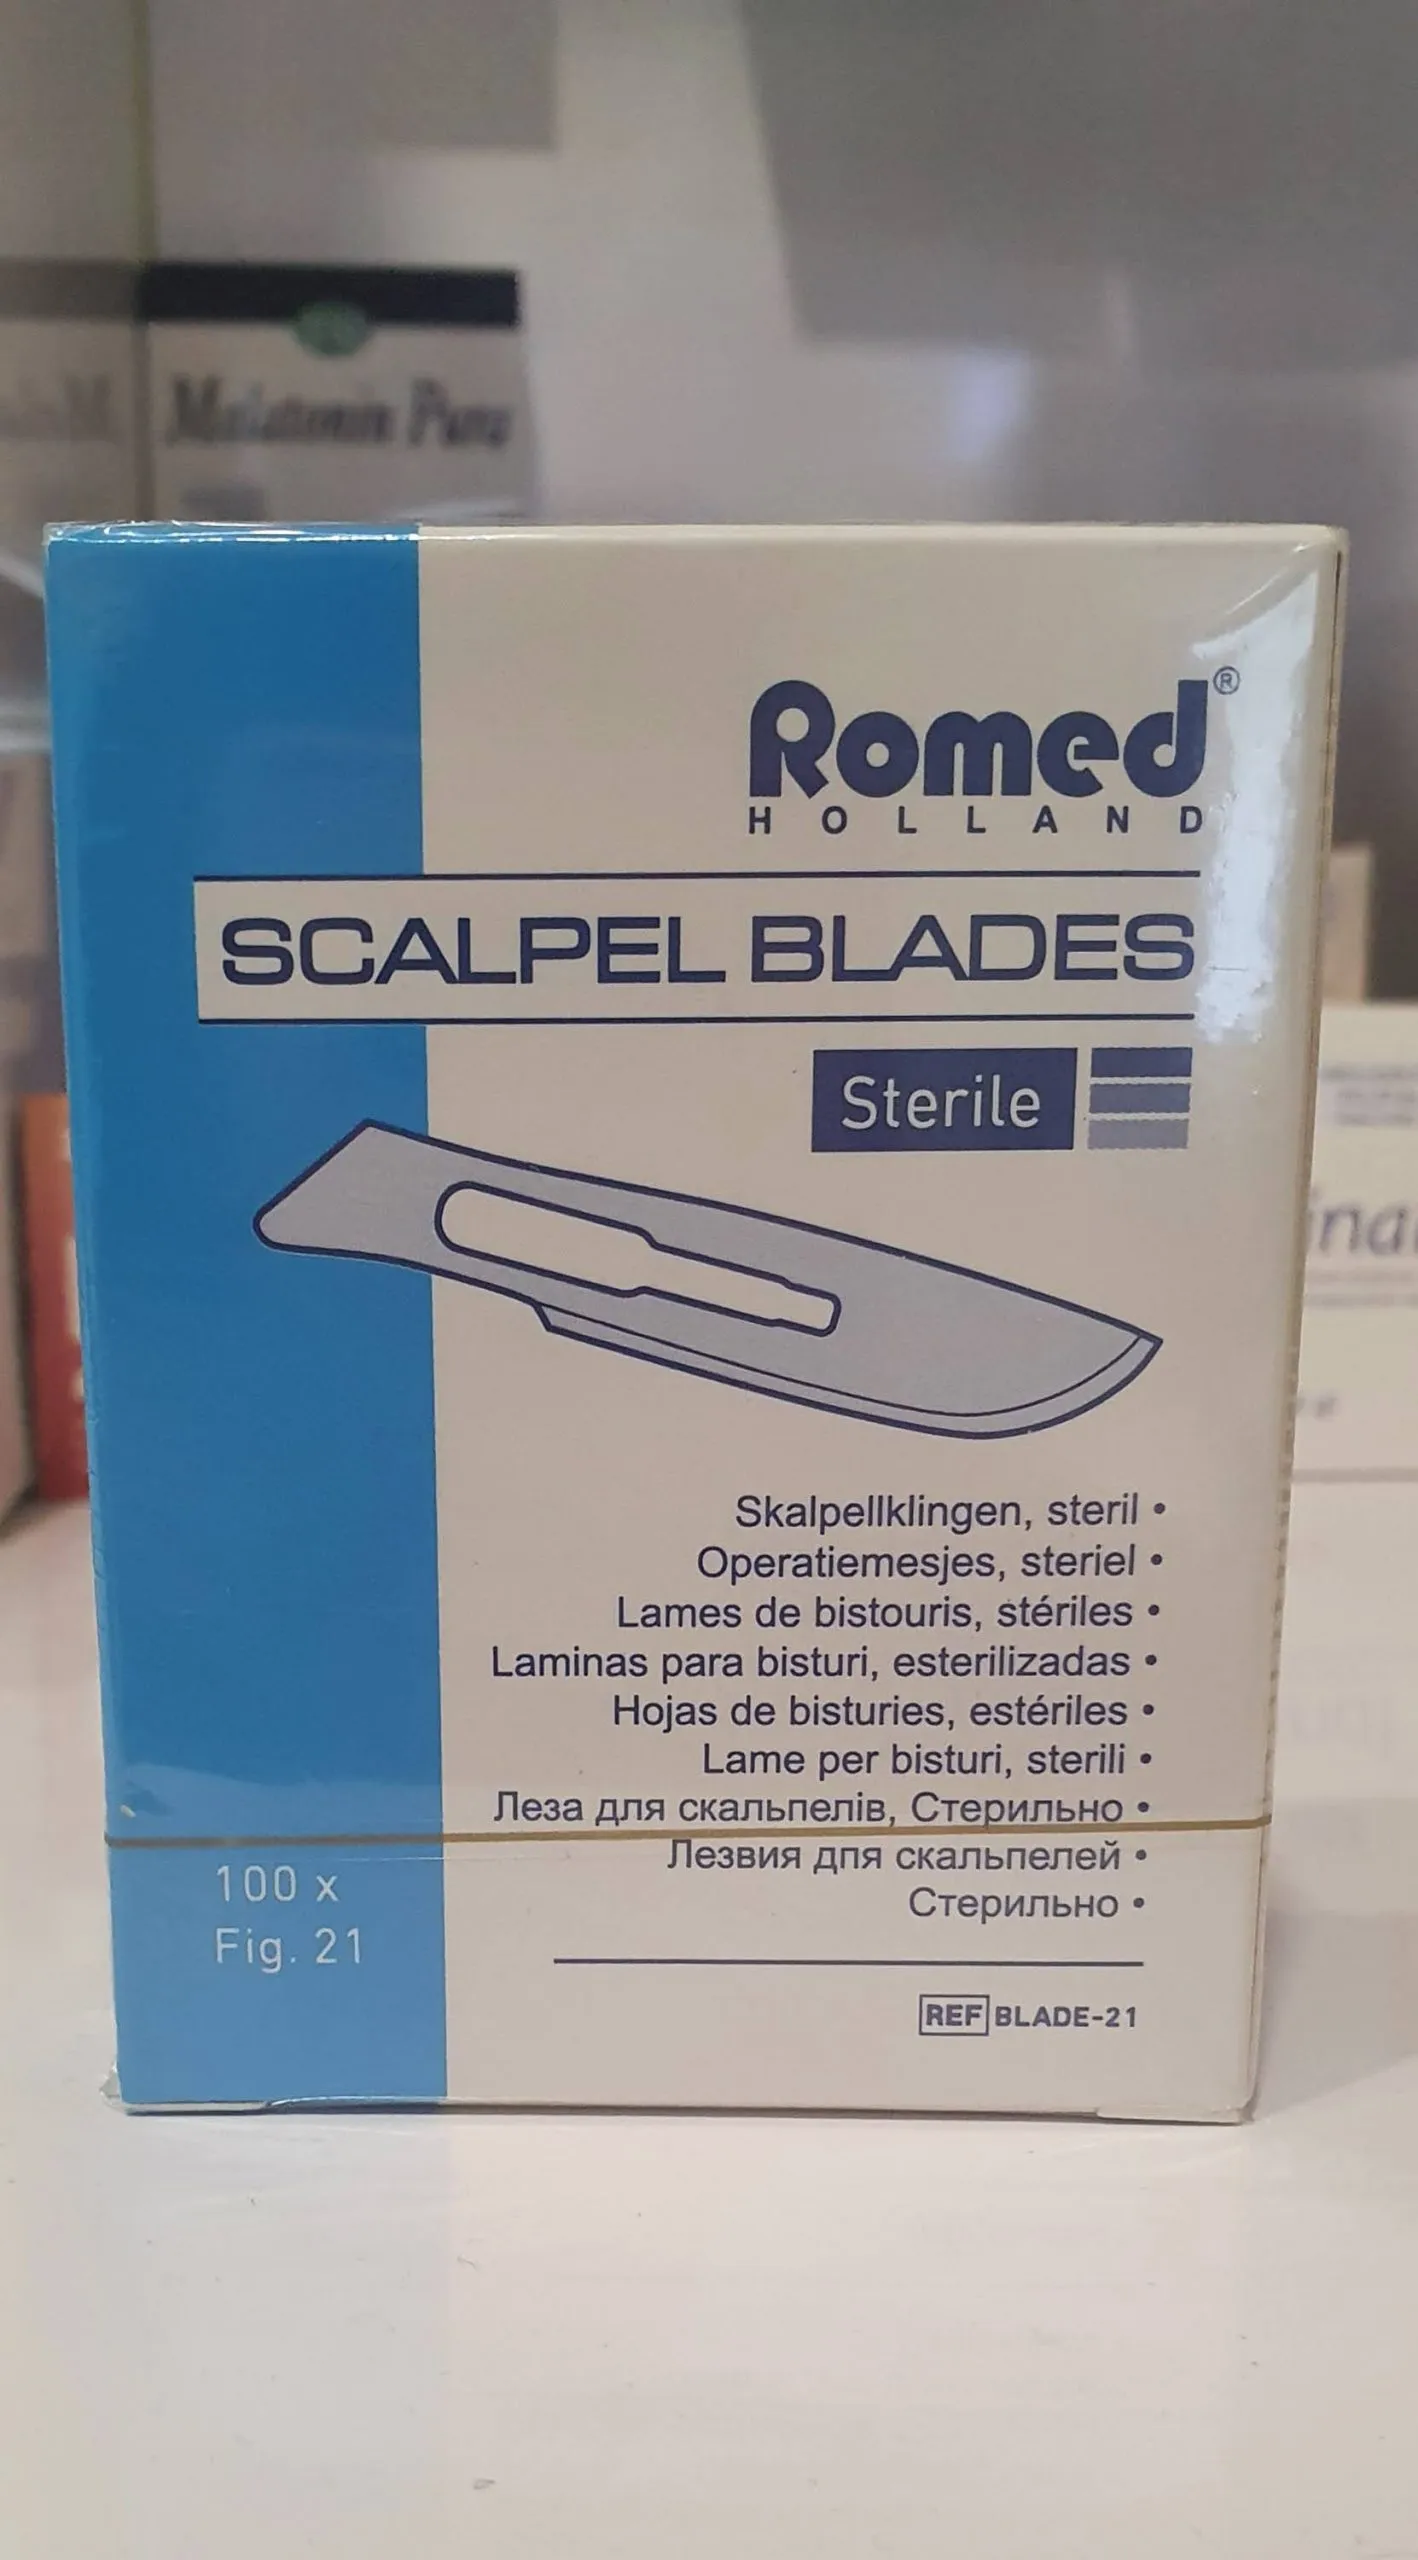 Melatonin Pura
Romed®
HOLLAND
SCALPEL BLADES
Sterile
Skalpellklingen, steril •
Operatiemesjes, steriel •
Lames de bistouris, stériles •
Laminas para bisturi, esterilizadas •
Hojas de bisturies, estériles •
Lame per bisturi, sterili •
Леза для скальпелів, Стерильно •
Лезвия для скальпелей •
Стерильно •
100 x
Fig. 21
REF BLADE-21